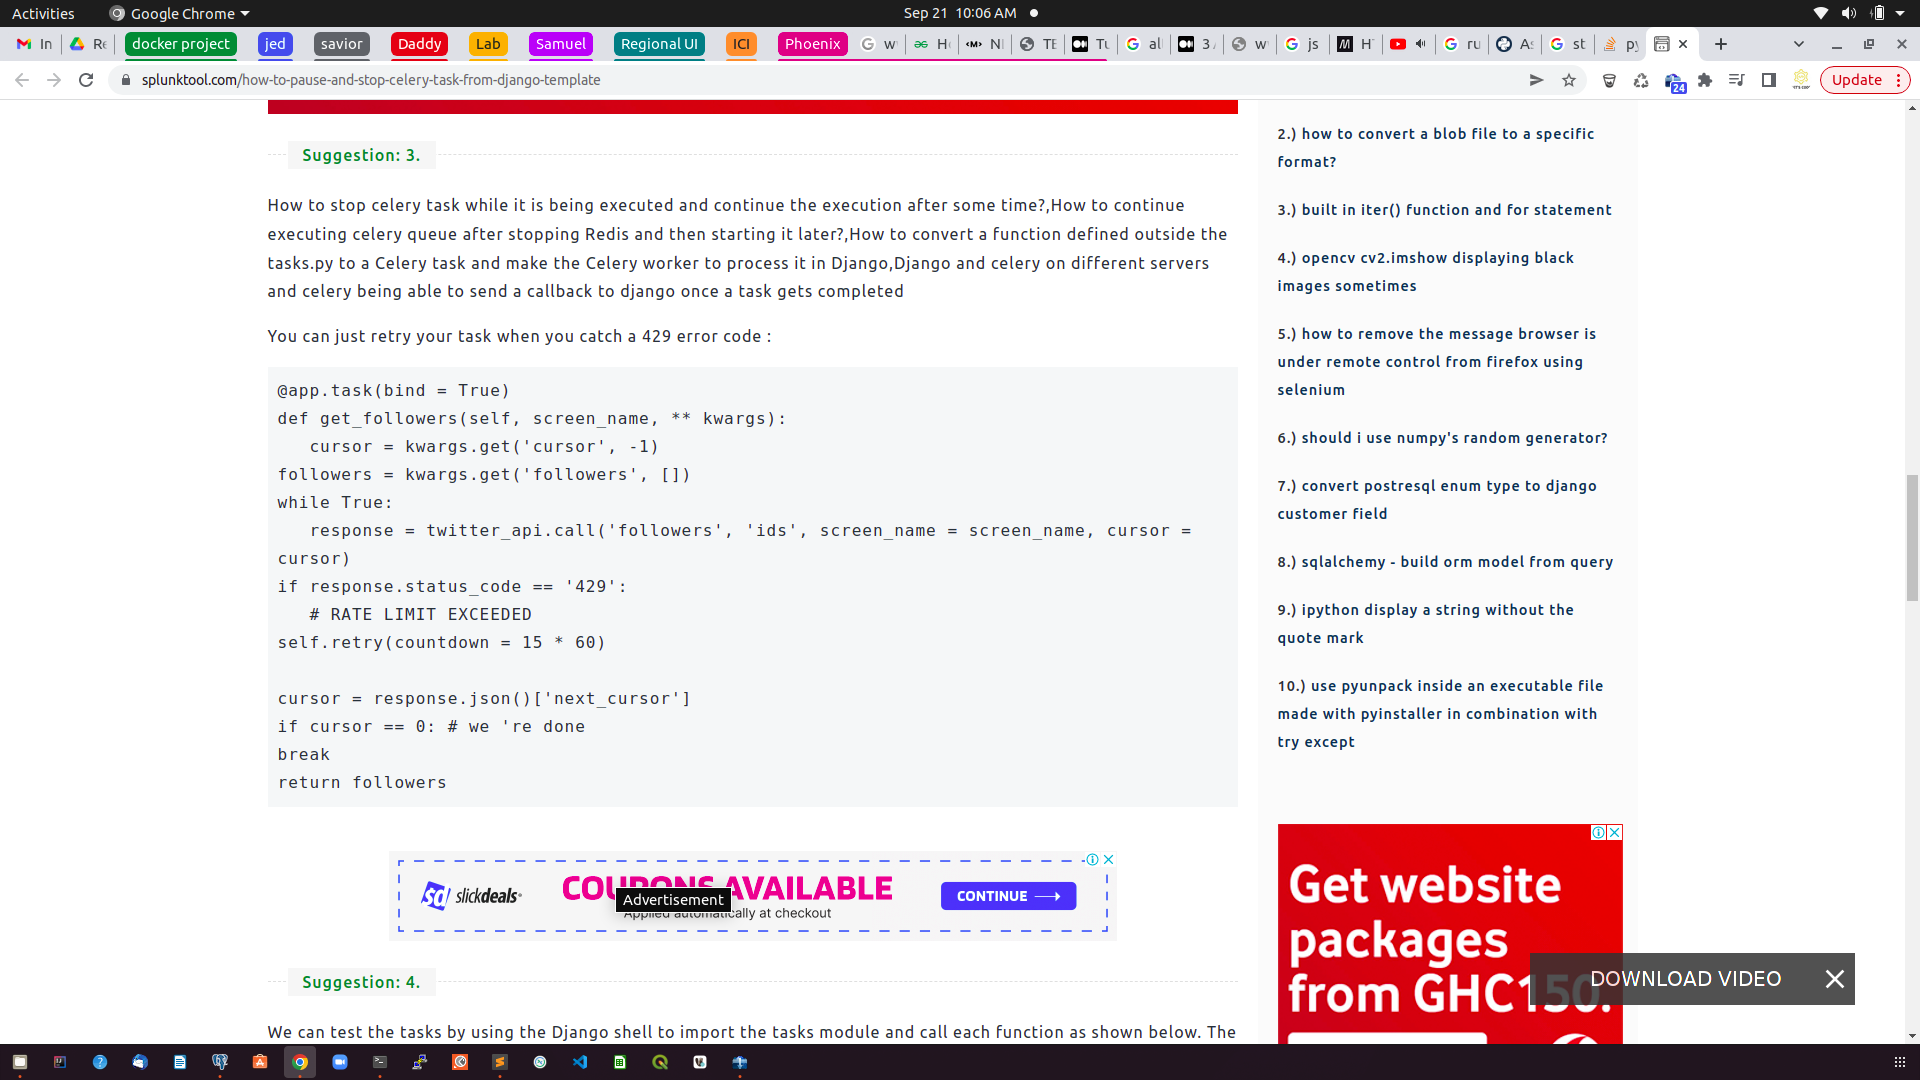 Activities
Google Chrome
Sep 21 10:06 AM
In
Re
docker project
jed
savior
Daddy
Lab
Samuel
Regional UI
ICI
Phoenix
splunktool.com/how-to-pause-and-stop-celery-task-from-django-template
24
Update
Suggestion: 3.
How to stop celery task while it is being executed and continue the execution after some time?,How to continue
executing celery queue after stopping Redis and then starting it later?,How to convert a function defined outside the
tasks.py to a Celery task and make the Celery worker to process it in Django,Django and celery on different servers
and celery being able to send a callback to django once a task gets completed
You can just retry your task when you catch a 429 error code :
@app.task(bind = True)
def get_followers(self, screen_name, ** kwargs):
   cursor = kwargs.get('cursor', -1)
followers = kwargs.get('followers', [])
while True:
   response = twitter_api.call('followers', 'ids', screen_name = screen_name, cursor =
cursor)
if response.status_code == '429':
   # RATE LIMIT EXCEEDED
self.retry(countdown = 15 * 60)
cursor = response.json()['next_cursor']
if cursor == 0: # we 're done
break
return followers
slickdeals
COUPONS AVAILABLE
Advertisement
Applied automatically at checkout
CONTINUE
Suggestion: 4.
We can test the tasks by using the Django shell to import the tasks module and call each function as shown below. The
2.) how to convert a blob file to a specific
format?
3.) built in iter() function and for statement
4.) opencv cv2.imshow displaying black
images sometimes
5.) how to remove the message browser is
under remote control from firefox using
selenium
6.) should i use numpy's random generator?
7.) convert postresql enum type to django
customer field
8.) sqlalchemy - build orm model from query
9.) ipython display a string without the
quote mark
10.) use pyunpack inside an executable file
made with pyinstaller in combination with
try except
Get website
packages
from GHC150.
DOWNLOAD VIDEO